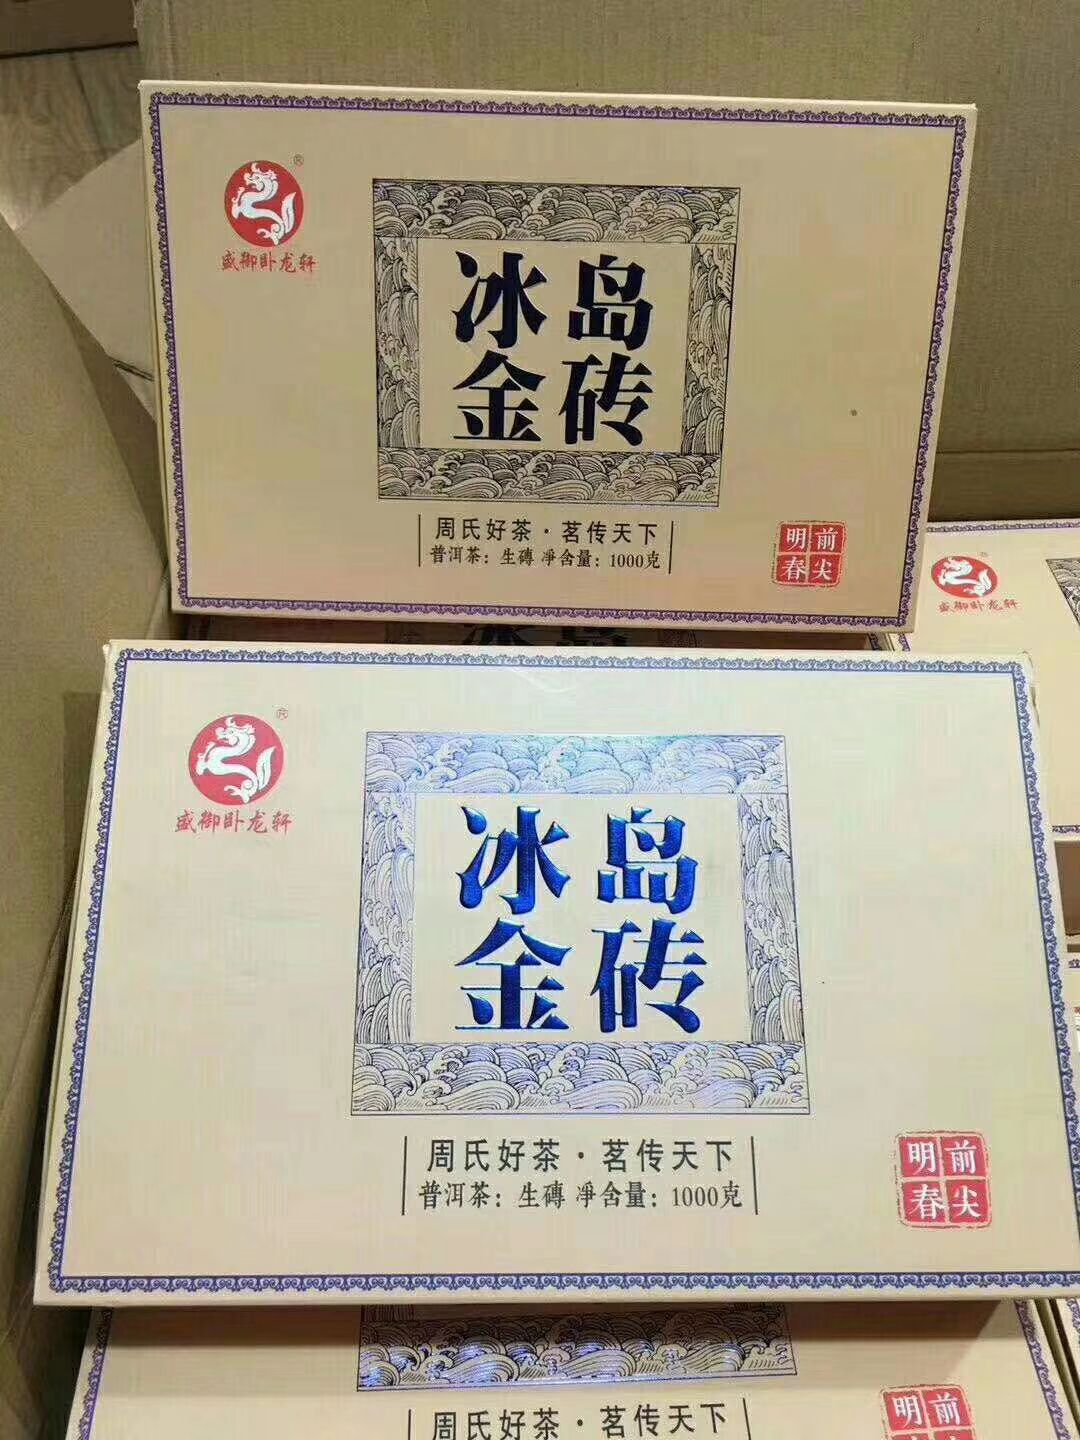 ®
盛御卧龙轩
冰岛
金砖
周氏好茶·茗传天下
普洱茶：生磚 凈含量：1000克
明前
春尖
®
盛御卧龙轩
®
盛御卧龙轩
冰岛
金砖
周氏好茶·茗传天下
普洱茶：生磚 凈含量：1000克
明前
春尖
周氏好茶·茗传天下
明前